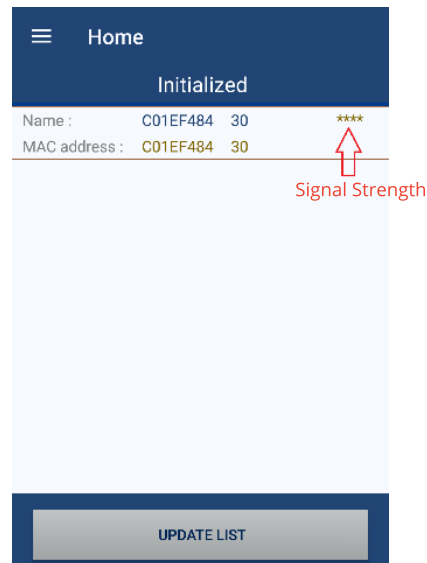 Home
Initialized
Name : C01EF484 30 ****
MAC address : C01EF484 30
Signal Strength
UPDATE LIST